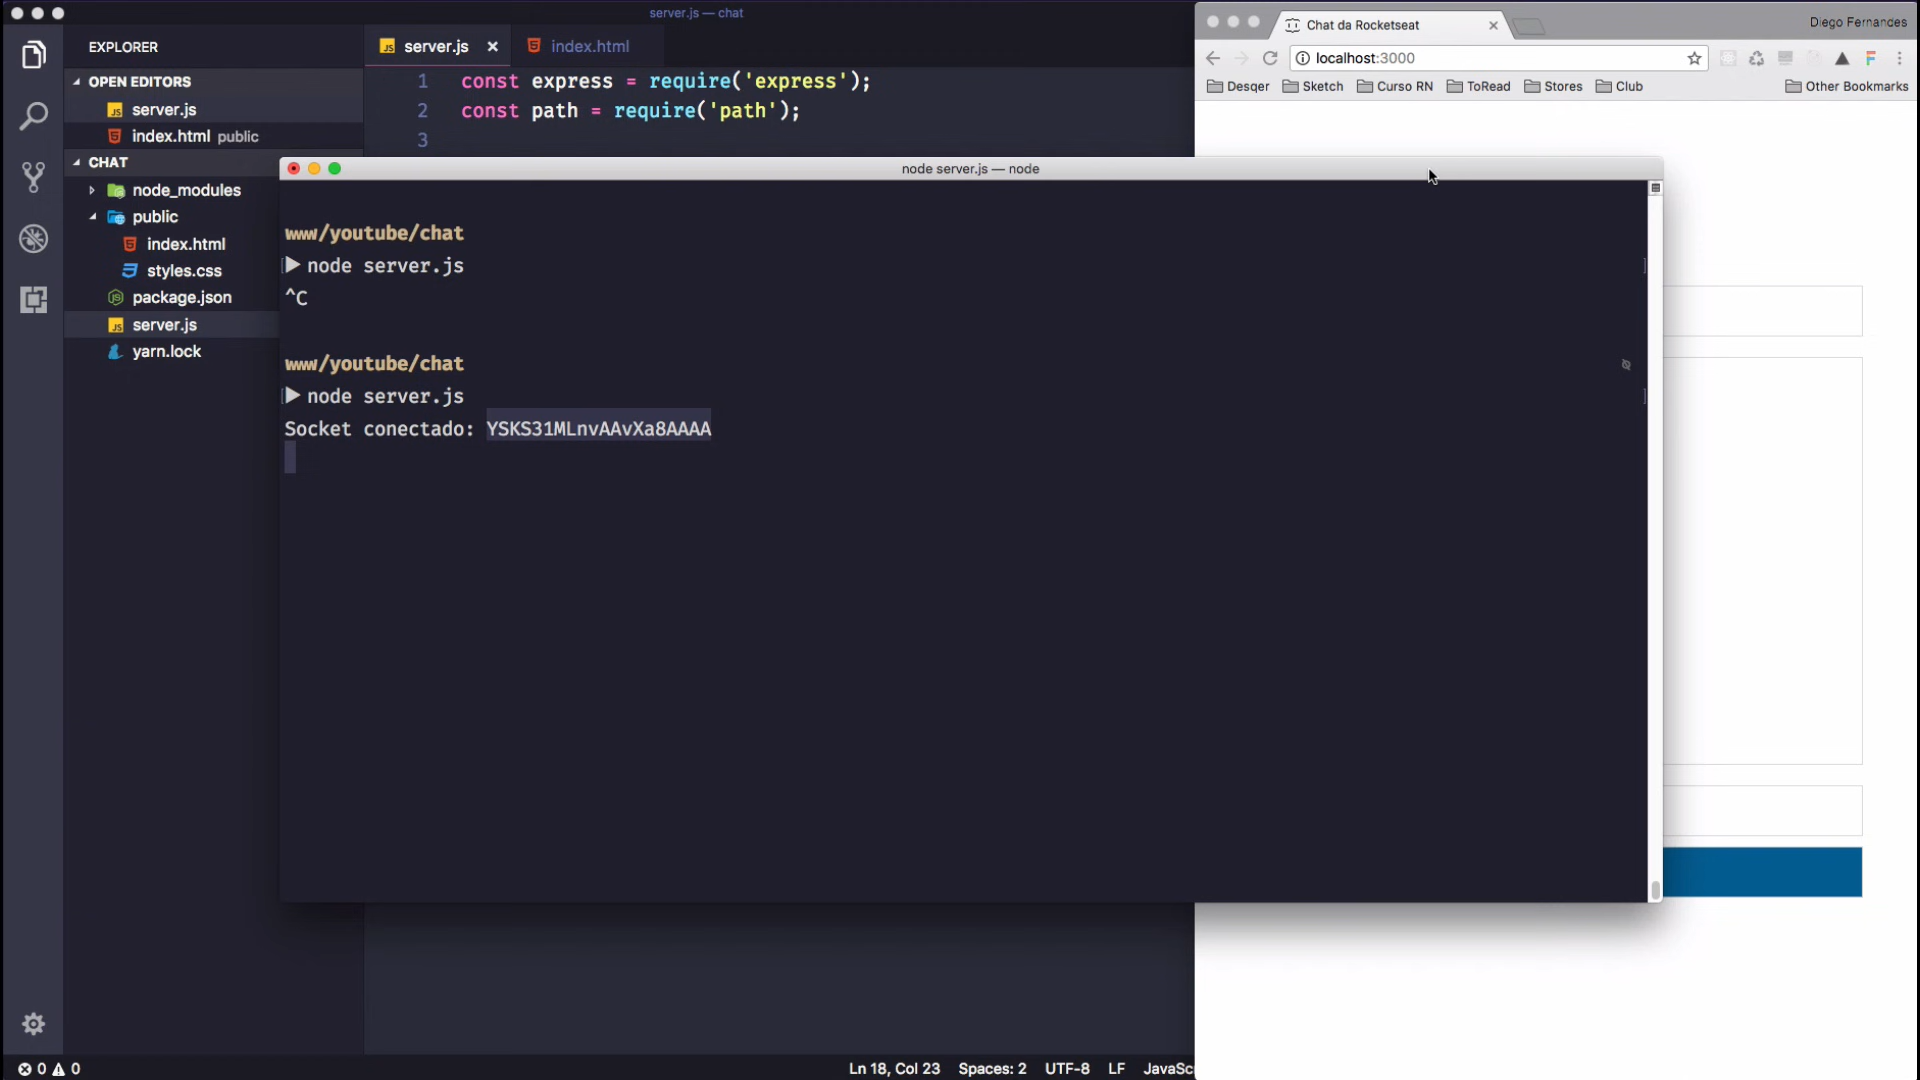 server.js — chat
EXPLORER
OPEN EDITORS
server.js
index.html public
CHAT
node_modules
public
index.html
styles.css
package.json
server.js
yarn.lock
server.js
index.html
1 const express = require('express');
2 const path = require('path');
3
node server.js — node
www/youtube/chat
node server.js
^C
www/youtube/chat
node server.js
Socket conectado: YSKS31MLnvAAvXa8AAAA
Chat da Rocketseat
Diego Fernandes
localhost:3000
Desqer Sketch Curso RN ToRead Stores Club Other Bookmarks
0 0
Ln 18, Col 23 Spaces: 2 UTF-8 LF JavaSc